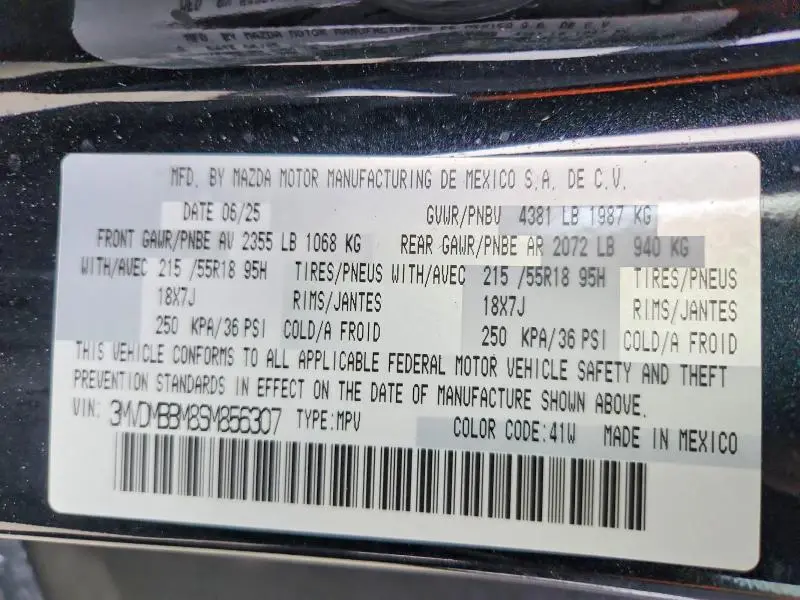 MFD. BY MAZDA MOTOR MANUFACTURING DE MEXICO S.A. DE C.V.
DATE 06/25 GVWR/PNBV 4381 LB 1987 KG
FRONT GAWR/PNBE AV 2355 LB 1068 KG REAR GAWR/PNBE AR 2072 LB 940 KG
WITH/AVEC 215 /55R18 95H TIRES/PNEUS WITH/AVEC 215 /55R18 95H TIRES/PNEUS
18X7J RIMS/JANTES 18X7J RIMS/JANTES
250 KPA/36 PSI COLD/A FROID 250 KPA/36 PSI COLD/A FROID
THIS VEHICLE CONFORMS TO ALL APPLICABLE FEDERAL MOTOR VEHICLE SAFETY AND THEFT
PREVENTION STANDARDS IN EFFECT ON THE DATE OF MANUFACTURE SHOWN ABOVE.
VIN: 3MVDMBBM8SM856307 TYPE:MPV COLOR CODE:41W MADE IN MEXICO